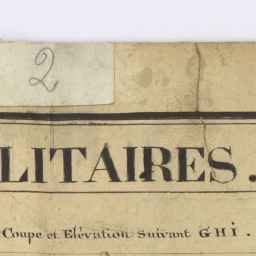 2
LITAIRES.
Coupe et Elévation Suivant GHI.